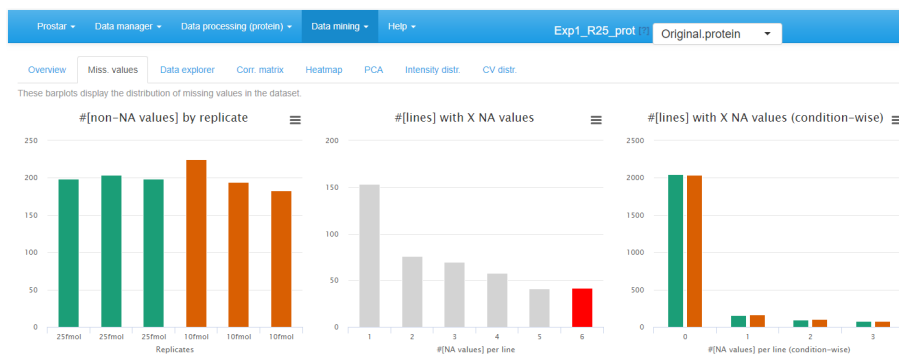 Prostar Data manager Data processing (protein) Data mining Help Exp1_R25_prot [?] Original.protein
Overview Miss. values Data explorer Corr. matrix Heatmap PCA Intensity distr. CV distr.
These barplots display the distribution of missing values in the dataset.
#[non-NA values] by replicate
250
200
150
100
50
0
25fmol 25fmol 25fmol 10fmol 10fmol 10fmol
Replicates
#[lines] with X NA values
200
150
100
50
0
1 2 3 4 5 6
#[NA values] per line
#[lines] with X NA values (condition-wise)
2500
2000
1500
1000
500
0
0 1 2 3
#[NA values] per line (condition-wise)